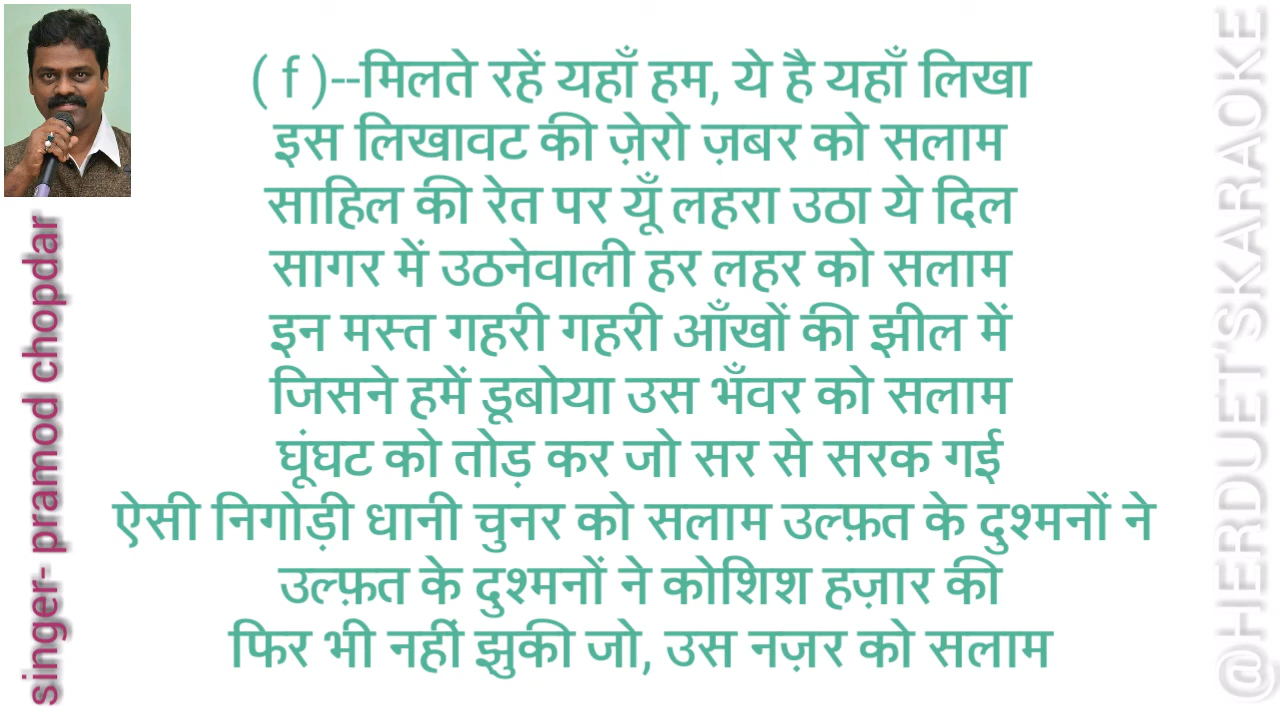 ( f )--मिलते रहें यहाँ हम, ये है यहाँ लिखा
इस लिखावट की ज़ेरो ज़बर को सलाम
साहिल की रेत पर यूँ लहरा उठा ये दिल
सागर में उठनेवाली हर लहर को सलाम
इन मस्त गहरी गहरी आँखों की झील में
जिसने हमें डूबोया उस भँवर को सलाम
घूंघट को तोड़ कर जो सर से सरक गई
ऐसी निगोड़ी धानी चुनर को सलाम उल्फ़त के दुश्मनों ने
उल्फ़त के दुश्मनों ने कोशिश हज़ार की
फिर भी नहीं झुकी जो, उस नज़र को सलाम
singer- pramod chopdar
@HERDUET'SKARAOKE